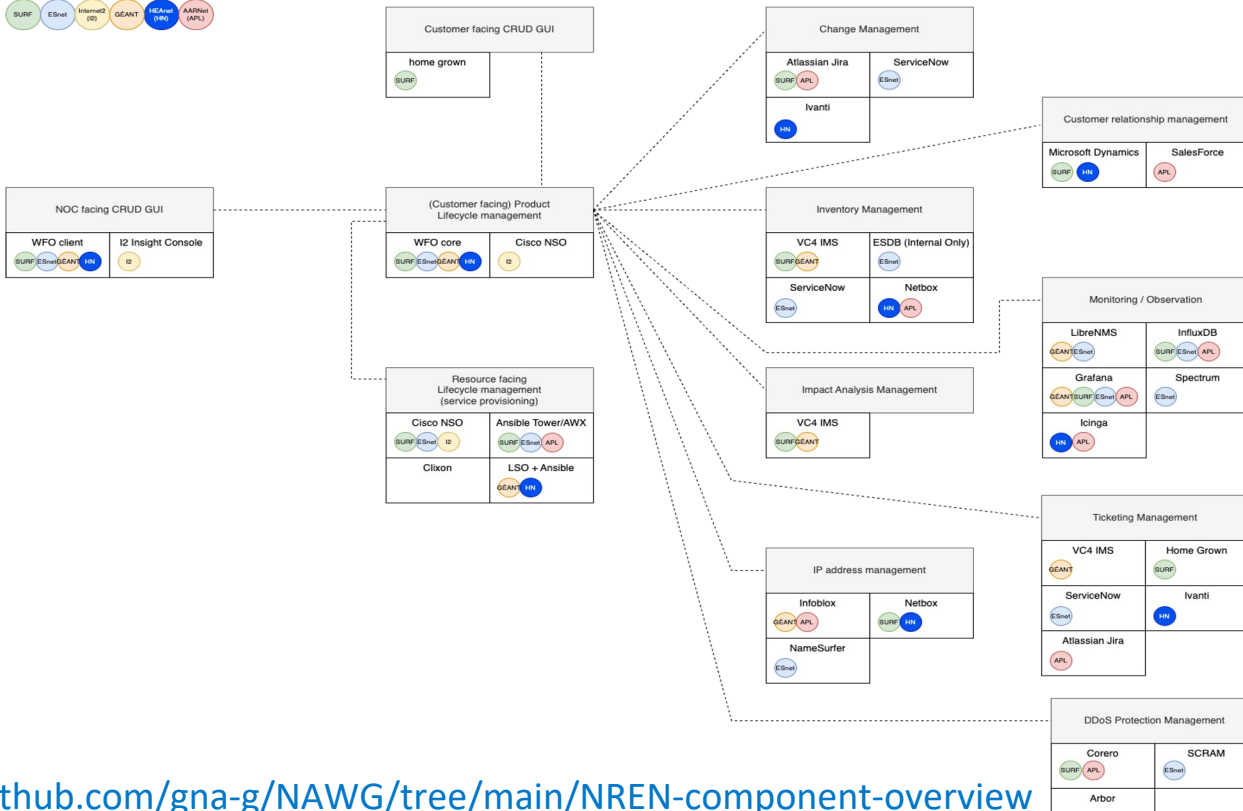 SURF ESnet Internet2 (I2) GÉANT HEAnet (HN) AARNet (APL)
Customer facing CRUD GUI
home grown
SURF
Change Management
Atlassian Jira ServiceNow
SURF APL ESnet
Ivanti
HN
Customer relationship management
Microsoft Dynamics SalesForce
SURF HN APL
NOC facing CRUD GUI
WFO client I2 Insight Console
SURF ESnet GÉANT HN I2
(Customer facing) Product
Lifecycle management
WFO core Cisco NSO
SURF ESnet GÉANT HN I2
Inventory Management
VC4 IMS ESDB (Internal Only)
SURF GÉANT ESnet
ServiceNow Netbox
ESnet HN APL
Monitoring / Observation
LibreNMS InfluxDB
GÉANT ESnet SURF ESnet APL
Grafana Spectrum
GÉANT SURF ESnet APL ESnet
Icinga
HN APL
Resource facing
Lifecycle management
(service provisioning)
Cisco NSO Ansible Tower/AWX
SURF ESnet I2 SURF ESnet APL
Clixon LSO + Ansible
GÉANT HN
Impact Analysis Management
VC4 IMS
SURF GÉANT
Ticketing Management
VC4 IMS Home Grown
GÉANT SURF
ServiceNow Ivanti
ESnet HN
Atlassian Jira
APL
IP address management
Infoblox Netbox
GÉANT APL SURF HN
NameSurfer
ESnet
DDoS Protection Management
Corero SCRAM
SURF APL ESnet
Arbor
thub.com/gna-g/NAWG/tree/main/NREN-component-overview